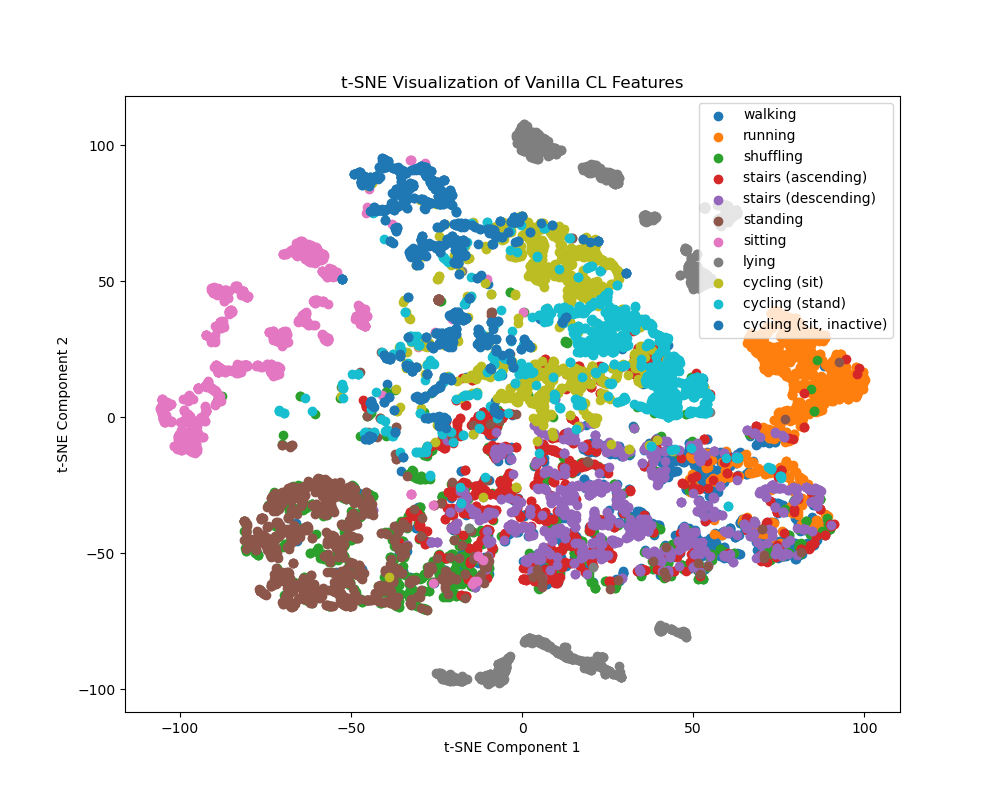 t-SNE Visualization of Vanilla CL Features
walking
running
shuffling
stairs (ascending)
stairs (descending)
standing
sitting
lying
cycling (sit)
cycling (stand)
cycling (sit, inactive)
t-SNE Component 2
100
50
0
−50
−100
−100
−50
0
50
100
t-SNE Component 1